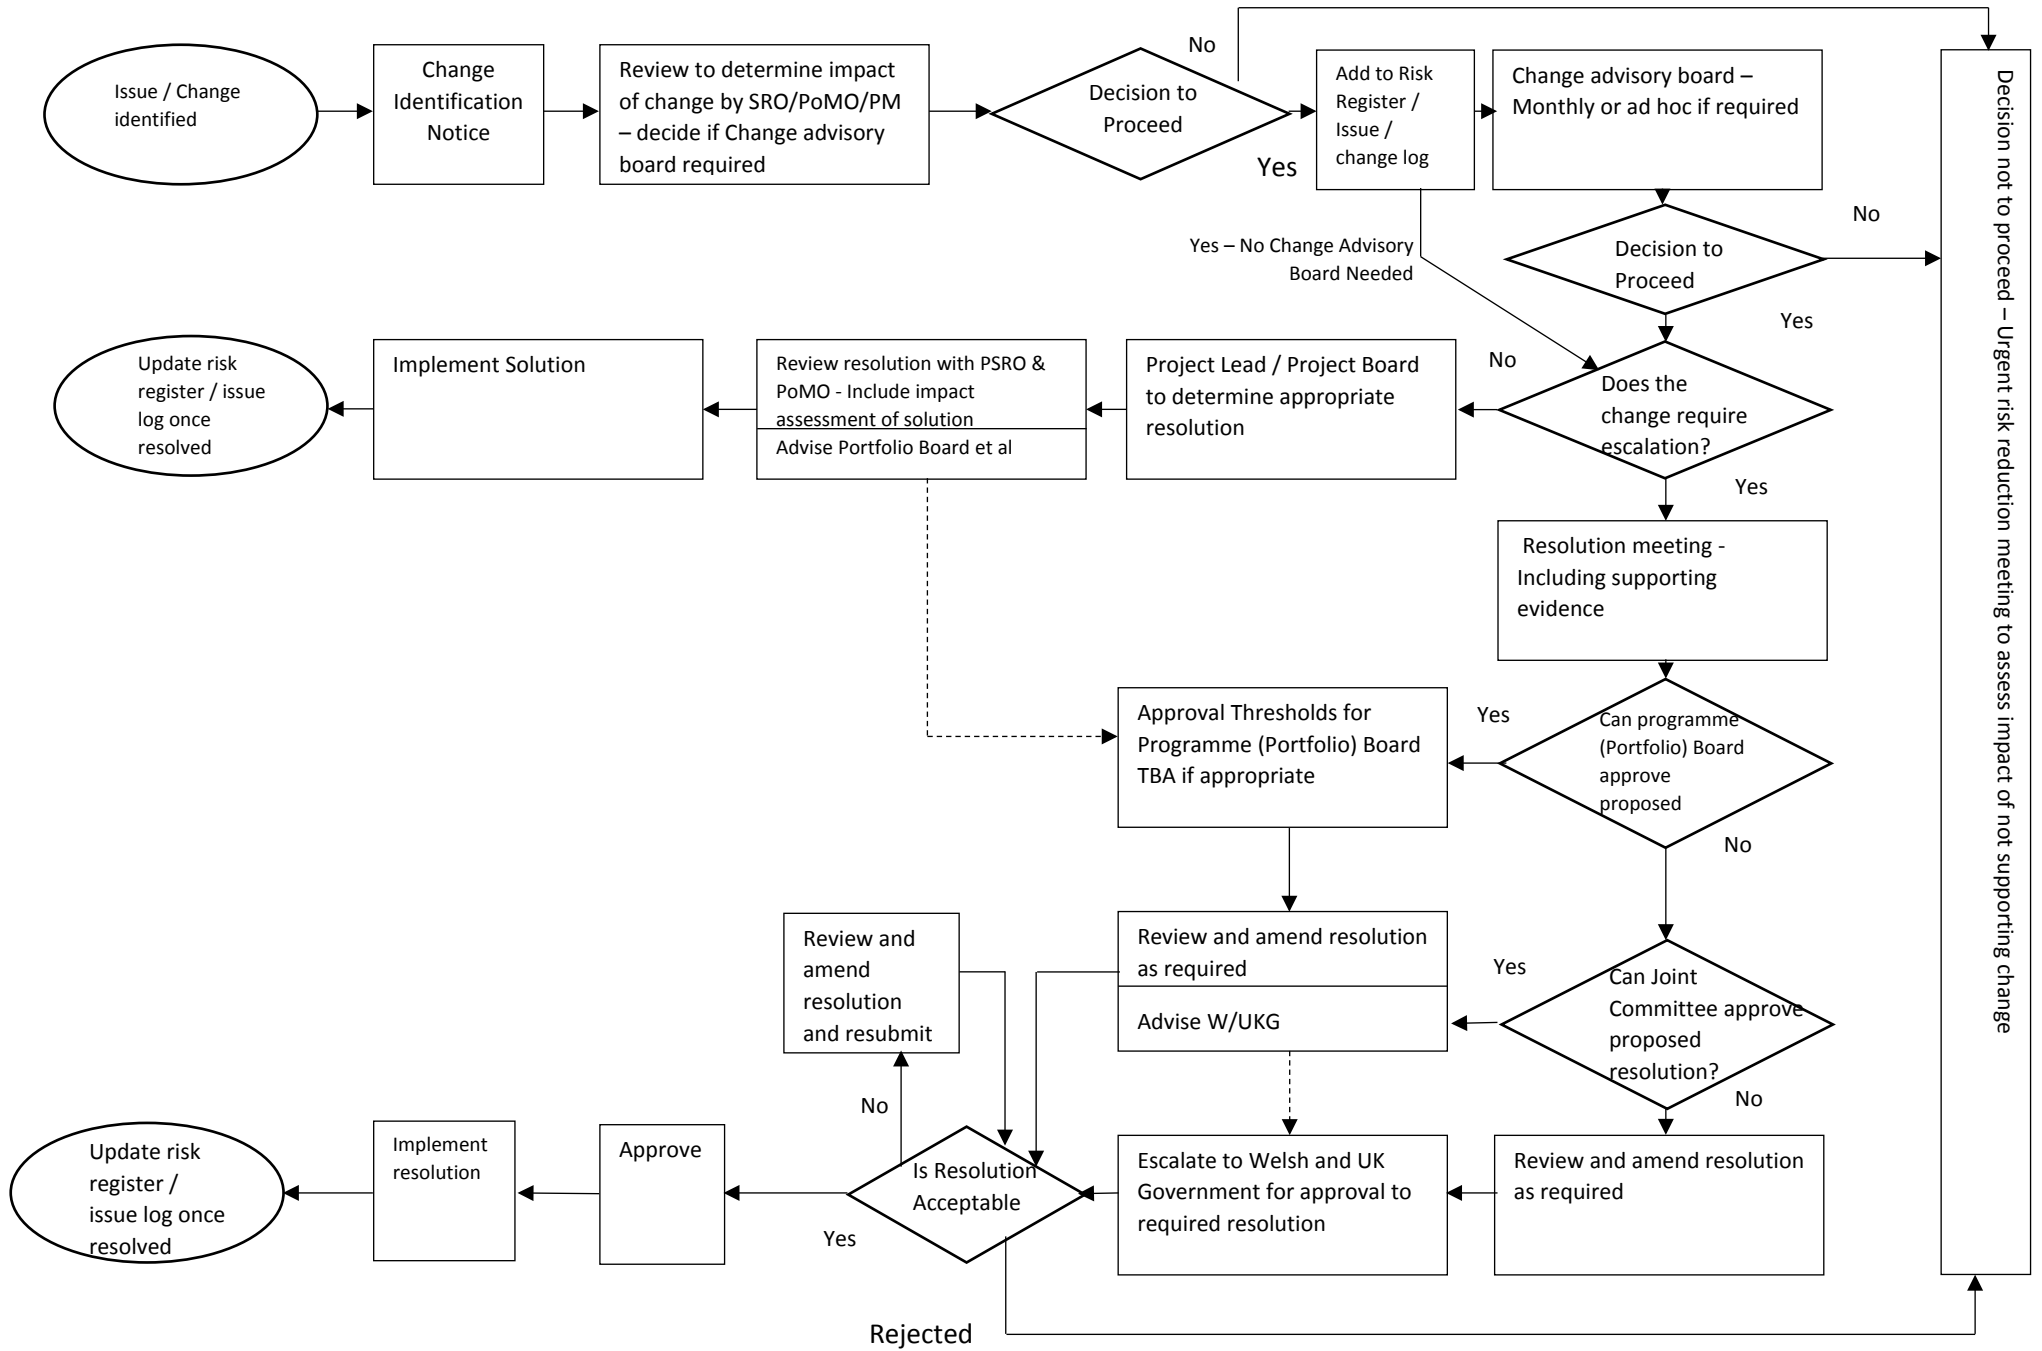 Issue / Change
identified
Change
Identification
Notice
Review to determine impact
of change by SRO/PoMO/PM
– decide if Change advisory
board required
Decision to
Proceed
No
Yes
Add to Risk
Register /
Issue /
change log
Change advisory board –
Monthly or ad hoc if required
Decision not to proceed – Urgent risk reduction meeting to assess impact of not supporting change
Yes – No Change Advisory
Board Needed
Decision to
Proceed
No
Yes
Does the
change require
escalation?
No
Yes
Project Lead / Project Board
to determine appropriate
resolution
Review resolution with PSRO &
PoMO - Include impact
assessment of solution
Advise Portfolio Board et al
Implement Solution
Update risk
register / issue
log once
resolved
Resolution meeting -
Including supporting
evidence
Can programme
(Portfolio) Board
approve
proposed
Yes
No
Approval Thresholds for
Programme (Portfolio) Board
TBA if appropriate
Can Joint
Committee approve
proposed
resolution?
Yes
No
Review and amend resolution
as required
Advise W/UKG
Review and
amend
resolution
and resubmit
No
Review and amend resolution
as required
Escalate to Welsh and UK
Government for approval to
required resolution
Is Resolution
Acceptable
Yes
Approve
Implement
resolution
Update risk
register /
issue log once
resolved
Rejected